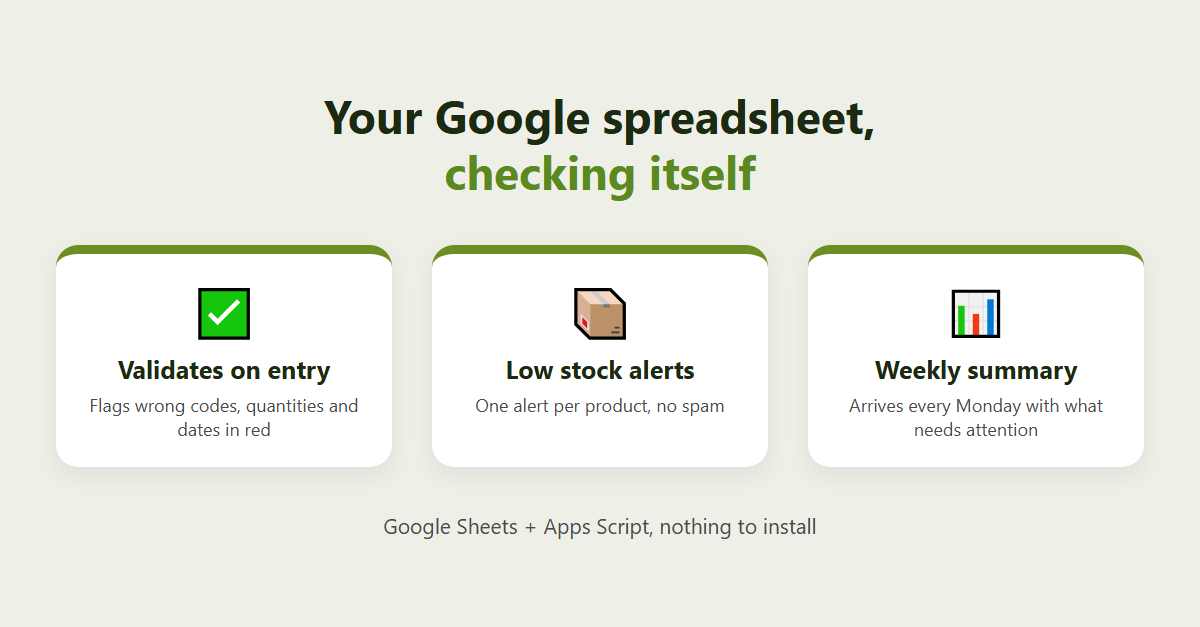 Your Google spreadsheet,
checking itself
Validates on entry
Flags wrong codes, quantities and
dates in red
Low stock alerts
One alert per product, no spam
Weekly summary
Arrives every Monday with what
needs attention
Google Sheets + Apps Script, nothing to install